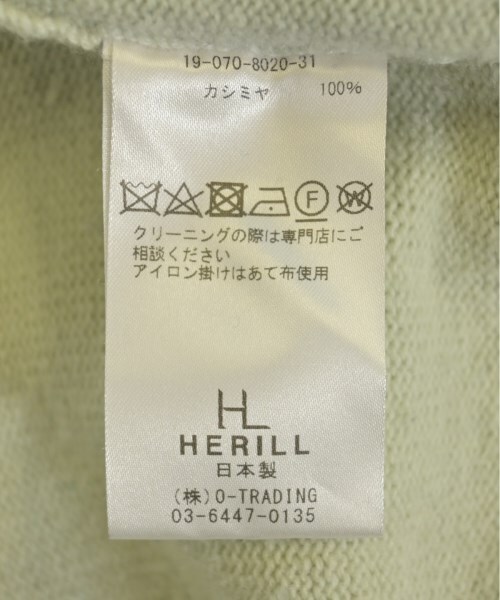 19-070-8020-31
カシミヤ 100%
F W
クリーニングの際は専門店にご
相談ください
アイロン掛けはあて布使用
HL
HERILL
日本製
(株)O-TRADING
03-6447-0135